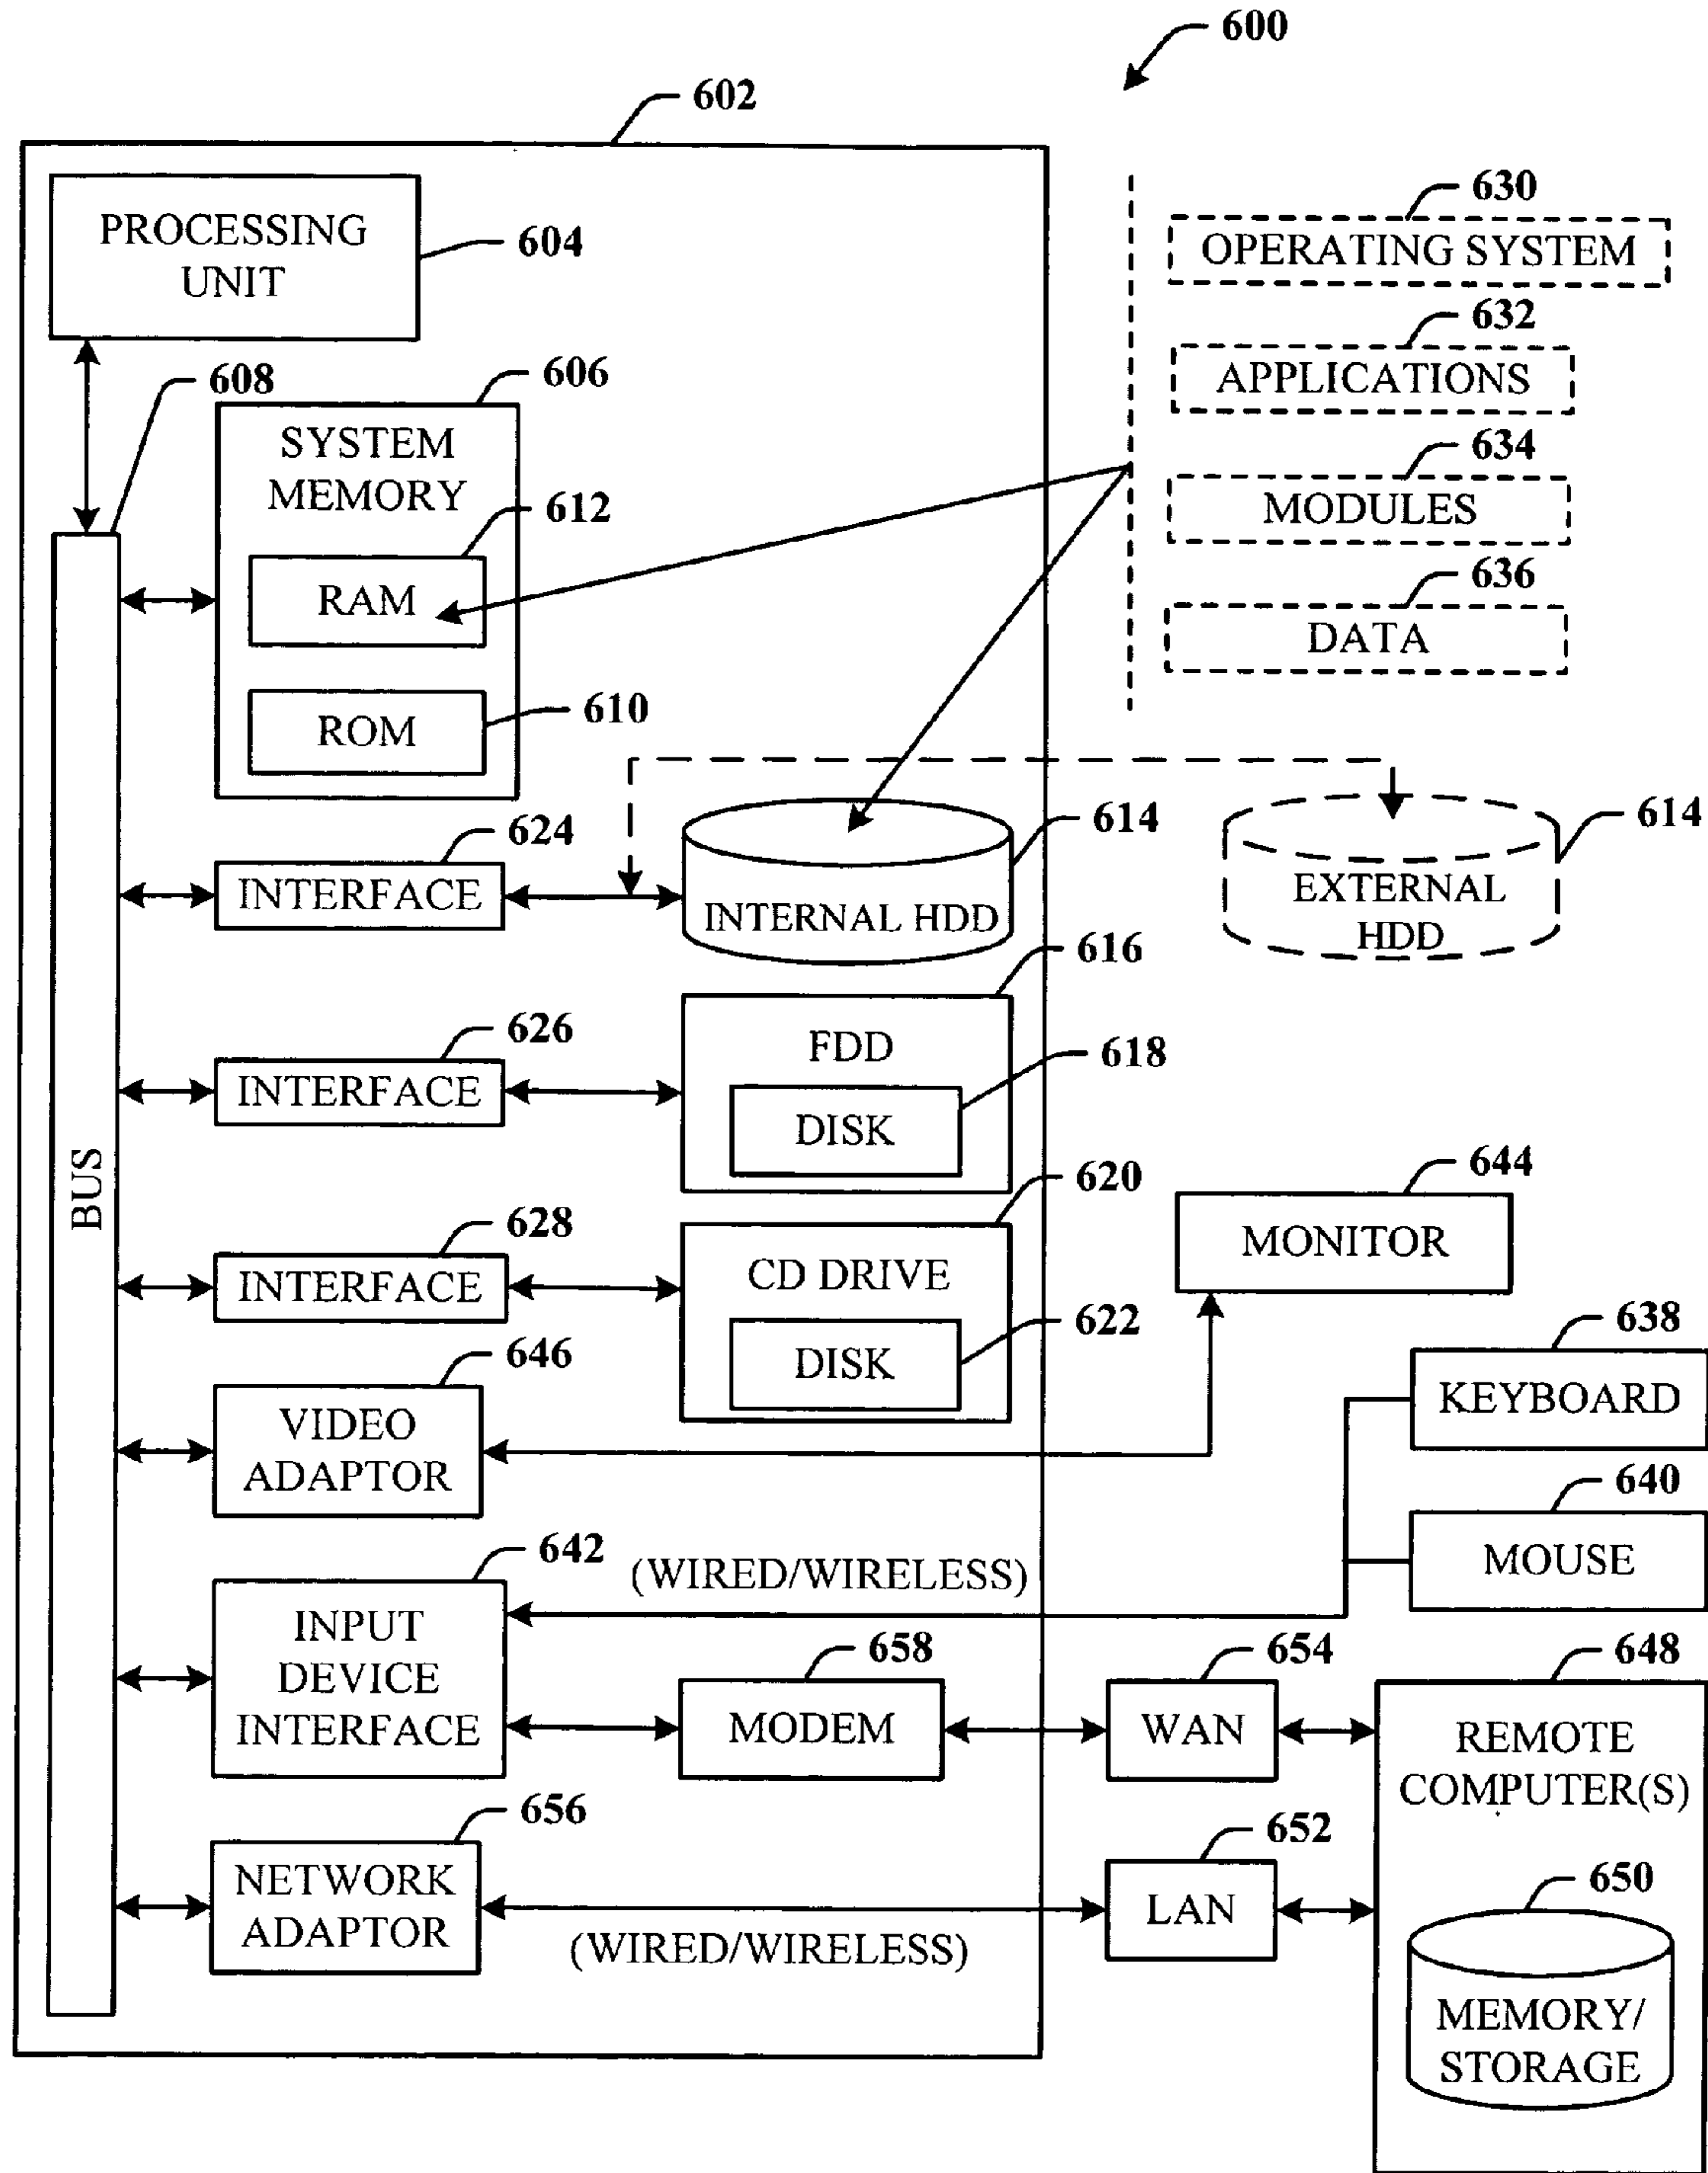 600
602
PROCESSING
UNIT
604
630
OPERATING SYSTEM
632
APPLICATIONS
634
MODULES
636
DATA
608
606
SYSTEM
MEMORY
612
RAM
610
ROM
BUS
624
INTERFACE
614
INTERNAL HDD
614
EXTERNAL
HDD
616
FDD
626
INTERFACE
618
DISK
620
CD DRIVE
628
INTERFACE
622
DISK
644
MONITOR
638
KEYBOARD
646
VIDEO
ADAPTOR
640
MOUSE
642
(WIRED/WIRELESS)
INPUT
DEVICE
INTERFACE
658
MODEM
654
WAN
648
REMOTE
COMPUTER(S)
656
NETWORK
ADAPTOR
(WIRED/WIRELESS)
652
LAN
650
MEMORY/
STORAGE